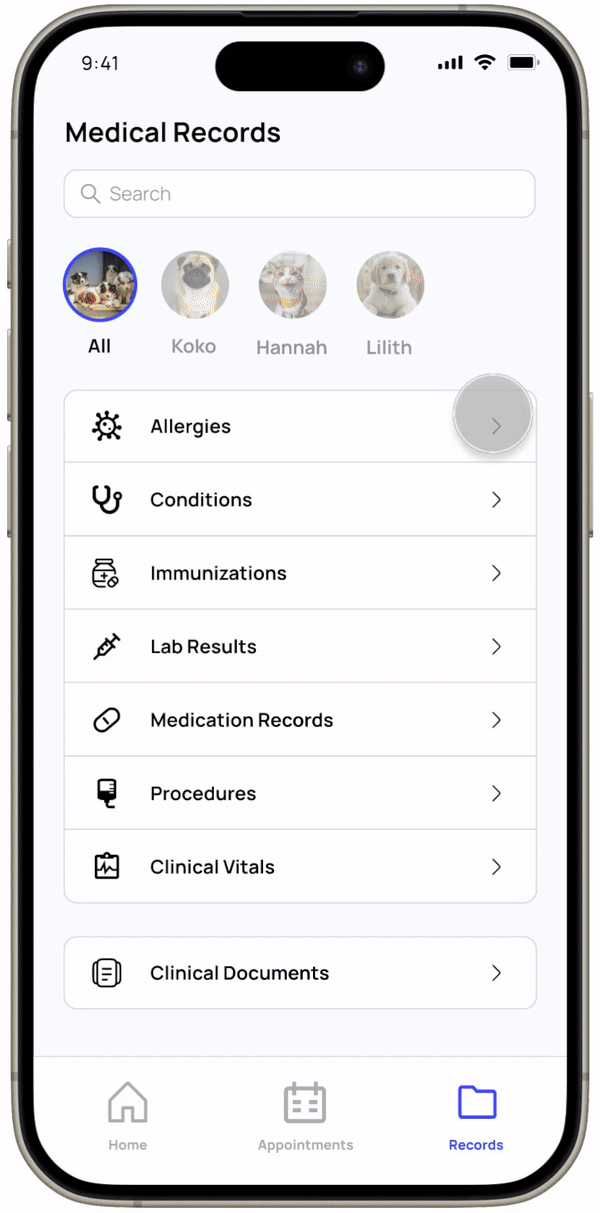 9:41
Medical Records
Search
All Koko Hannah Lilith
Allergies
Conditions
Immunizations
Lab Results
Medication Records
Procedures
Clinical Vitals
Clinical Documents
Home Appointments Records